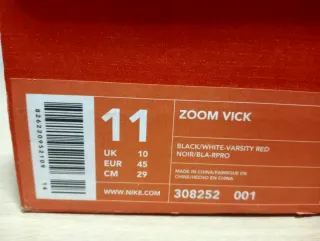 11
UK 10
EUR 45
CM 29
WWW.NIKE.COM
ZOOM VICK
BLACK/WHITE-VARSITY RED
NOIR/BLA-RPRO
MADE IN CHINA/FABRIQUE EN
CHINE/HECHO EN CHINA
308252 001
14